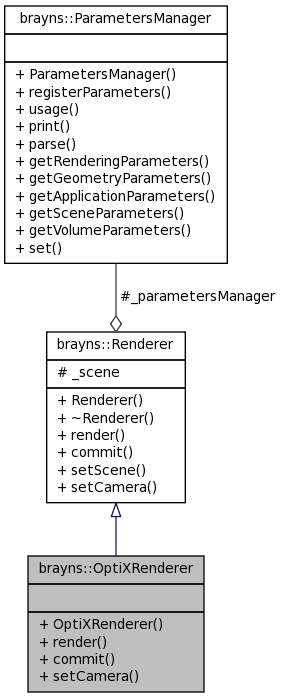 brayns::ParametersManager
+ ParametersManager()
+ registerParameters()
+ usage()
+ print()
+ parse()
+ getRenderingParameters()
+ getGeometryParameters()
+ getApplicationParameters()
+ getSceneParameters()
+ getVolumeParameters()
+ set()
#_parametersManager
brayns::Renderer
# _scene
+ Renderer()
+ ~Renderer()
+ render()
+ commit()
+ setScene()
+ setCamera()
brayns::OptiXRenderer
+ OptiXRenderer()
+ render()
+ commit()
+ setCamera()